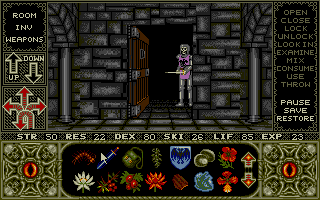 ROOM
INV
WEAPONS
UP
DOWN
OPEN
CLOSE
LOCK
UNLOCK
LOOK IN
EXAMINE
MIX
CONSUME
USE
THROW
PAUSE
SAVE
RESTORE
STR 50 RES 22 DEX 80 SKI 26 LIF 85 EXP 23